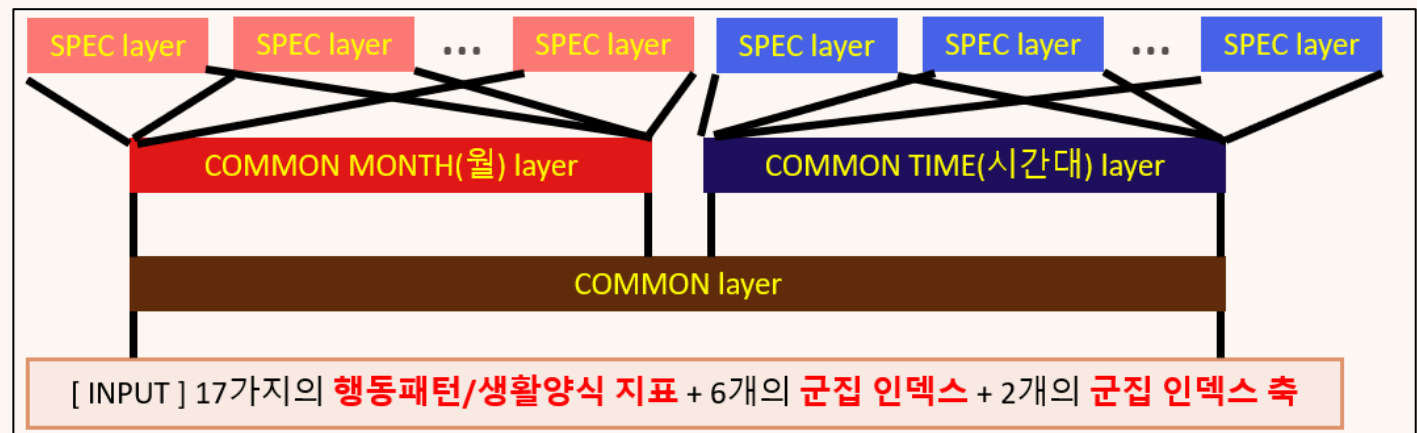 SPEC layer SPEC layer ... SPEC layer SPEC layer SPEC layer ... SPEC layer
COMMON MONTH(월) layer COMMON TIME(시간대) layer
COMMON layer
[ INPUT ] 17가지의 행동패턴/생활양식 지표 + 6개의 군집 인덱스 + 2개의 군집 인덱스 축